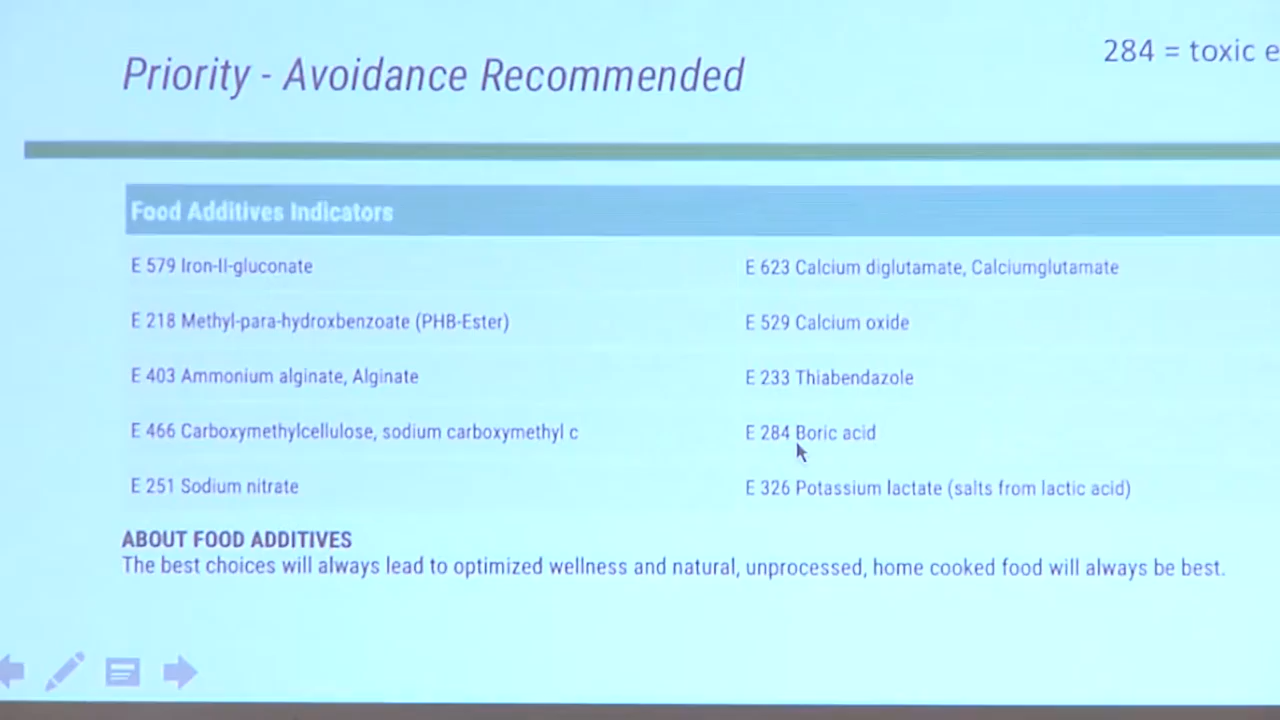 Priority - Avoidance Recommended
284 = toxic e
Food Additives Indicators
E 579 Iron-II-gluconate
E 623 Calcium diglutamate, Calciumglutamate
E 218 Methyl-para-hydroxbenzoate (PHB-Ester)
E 529 Calcium oxide
E 403 Ammonium alginate, Alginate
E 233 Thiabendazole
E 466 Carboxymethylcellulose, sodium carboxymethyl c
E 284 Boric acid
E 251 Sodium nitrate
E 326 Potassium lactate (salts from lactic acid)
ABOUT FOOD ADDITIVES
The best choices will always lead to optimized wellness and natural, unprocessed, home cooked food will always be best.